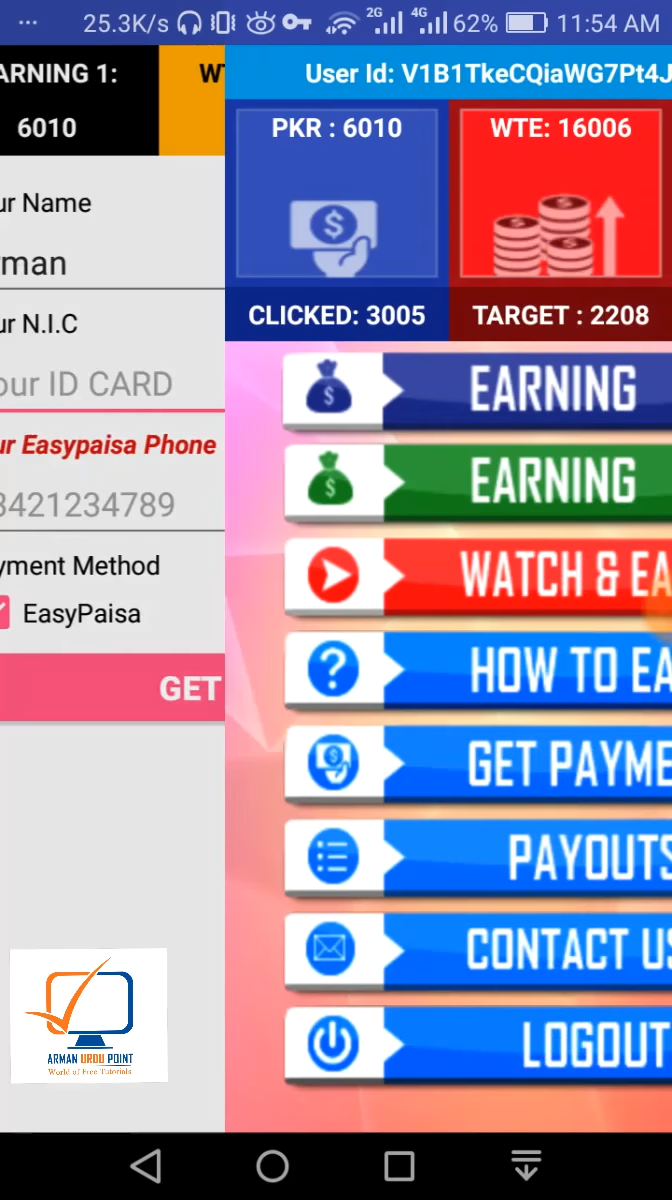 25.3K/s
2G
4G
62%
11:54 AM
ARNING 1:
6010
User Id: V1B1TkeCQiaWG7Pt4J
PKR : 6010
WTE: 16006
CLICKED: 3005
TARGET : 2208
ur Name
rman
ur N.I.C
our ID CARD
ur Easypaisa Phone
3421234789
yment Method
EasyPaisa
GET
EARNING
EARNING
WATCH & EA
HOW TO EA
GET PAYME
PAYOUTS
CONTACT US
LOGOUT
ARMAN URDU POINT
World of Free Tutorials